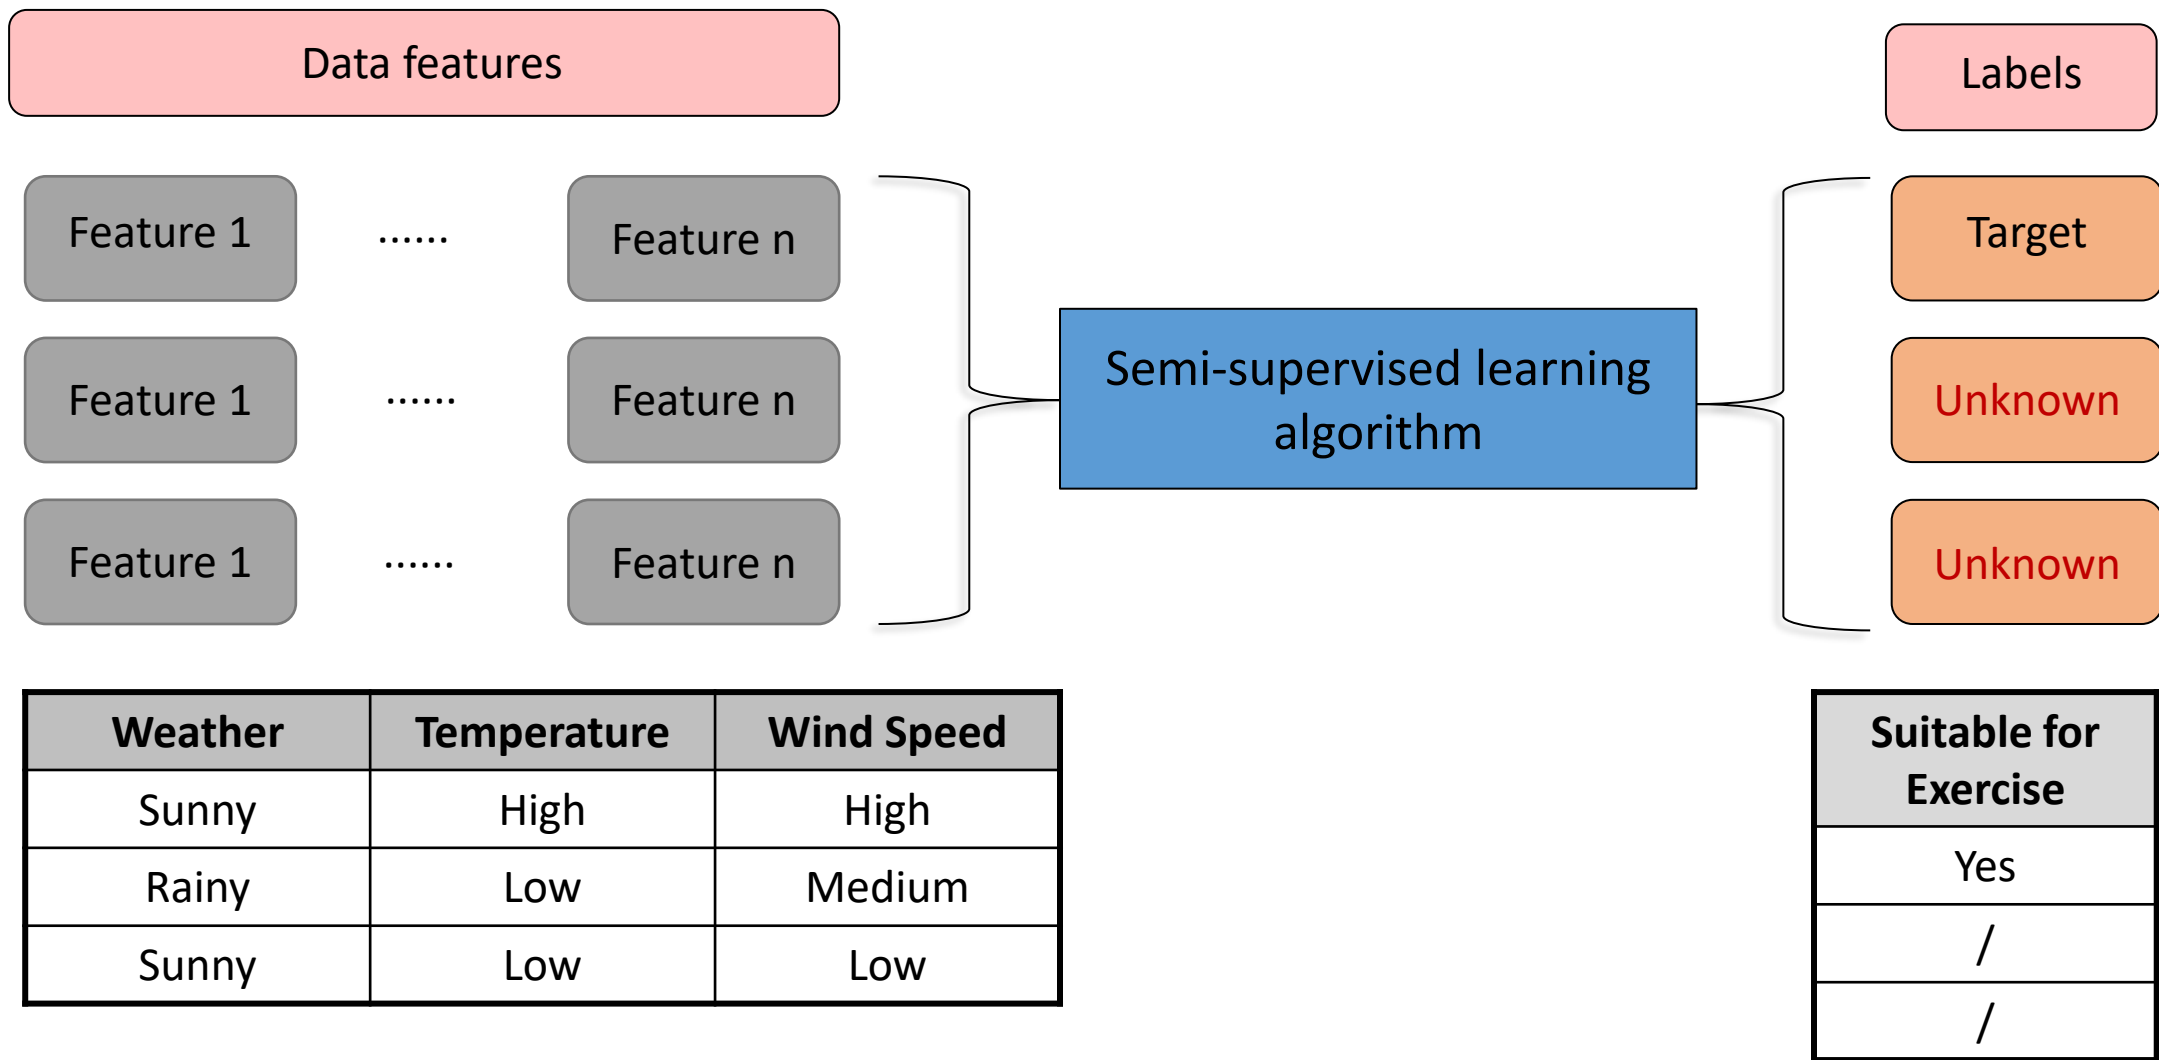 Data features
Labels
Feature 1 ...... Feature n
Target
Feature 1 ...... Feature n
Semi-supervised learning
algorithm
Unknown
Feature 1 ...... Feature n
Unknown
Weather Temperature Wind Speed
Sunny High High
Rainy Low Medium
Sunny Low Low
Suitable for
Exercise
Yes
/
/